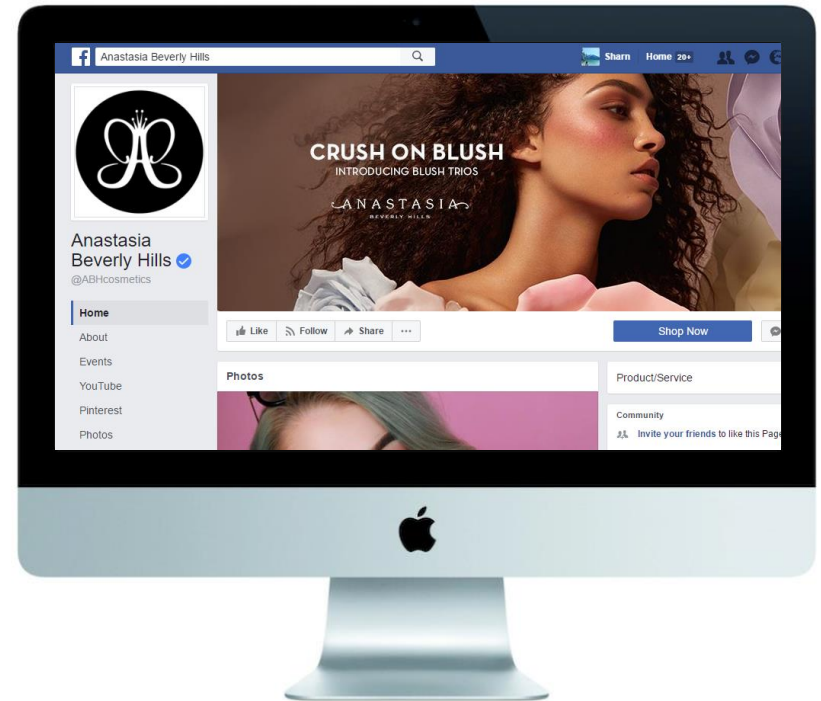 Anastasia Beverly Hills
Sharn Home 20+
CRUSH ON BLUSH
INTRODUCING BLUSH TRIOS
ANASTASIA
BEVERLY HILLS
Anastasia
Beverly Hills
@ABHcosmetics
Home
About
Events
YouTube
Pinterest
Photos
Like Follow Share ...
Shop Now
Photos
Product/Service
Community
Invite your friends to like this Page